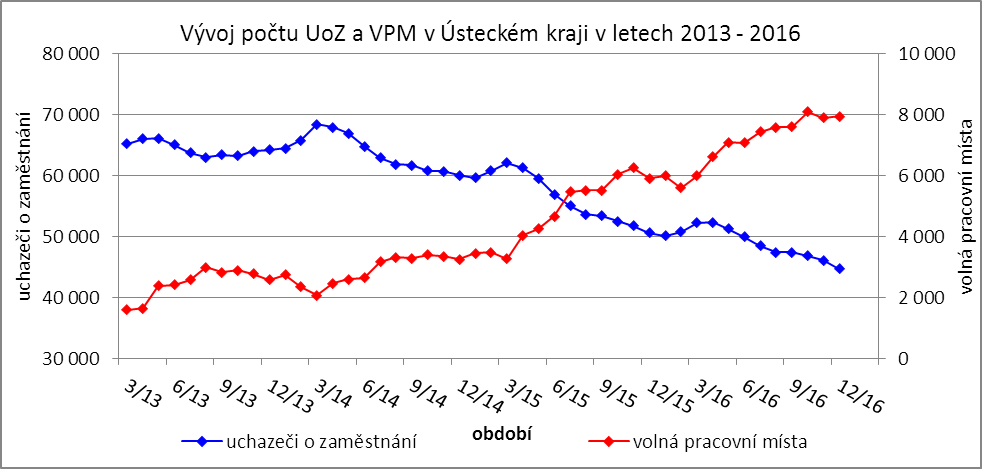 Vývoj počtu UoZ a VPM v Ústeckém kraji v letech 2013 - 2016
uchazeči o zaměstnání
80 000
70 000
60 000
50 000
40 000
30 000
10 000
8 000
6 000
4 000
2 000
0
volná pracovní místa
3/13 6/13 9/13 12/13 3/14 6/14 9/14 12/14 3/15 6/15 9/15 12/15 3/16 6/16 9/16 12/16
období
uchazeči o zaměstnání volná pracovní místa